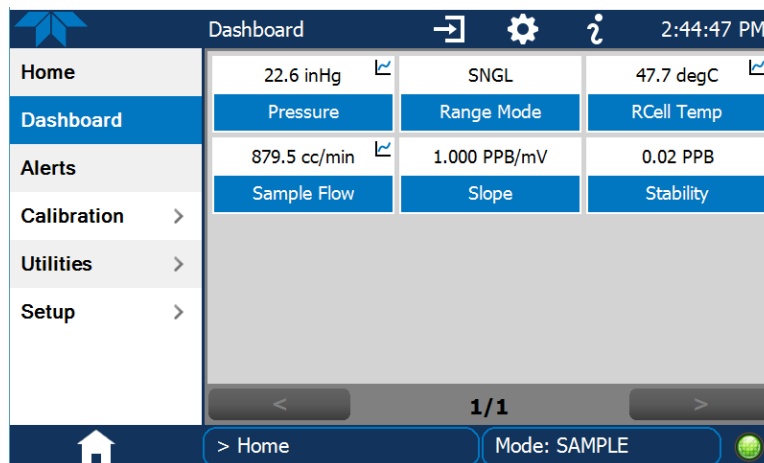 Dashboard
2:44:47 PM
Home
Dashboard
Alerts
Calibration >
Utilities >
Setup >
22.6 inHg
Pressure
SNGL
Range Mode
47.7 degC
RCell Temp
879.5 cc/min
Sample Flow
1.000 PPB/mV
Slope
0.02 PPB
Stability
< 1/1 >
> Home
Mode: SAMPLE